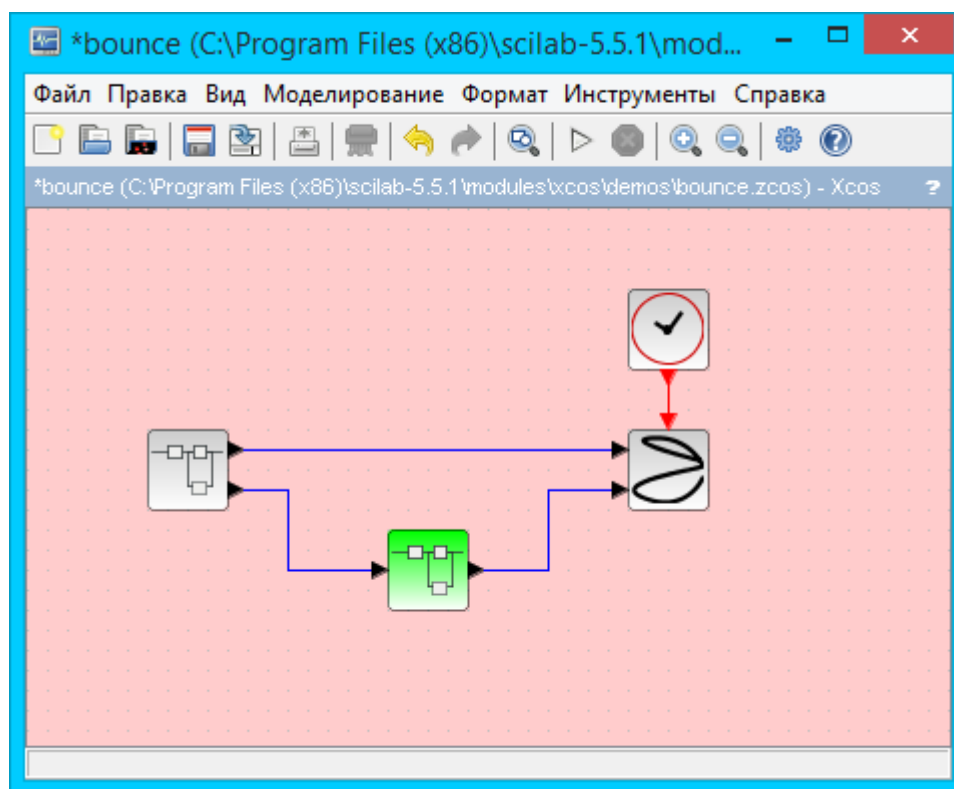 *bounce (C:\Program Files (x86)\scilab-5.5.1\mod...
Файл Правка Вид Моделирование Формат Инструменты Справка
*bounce (C:\Program Files (x86)\scilab-5.5.1\modules\xcos\demos\bounce.zcos) - Xcos ?